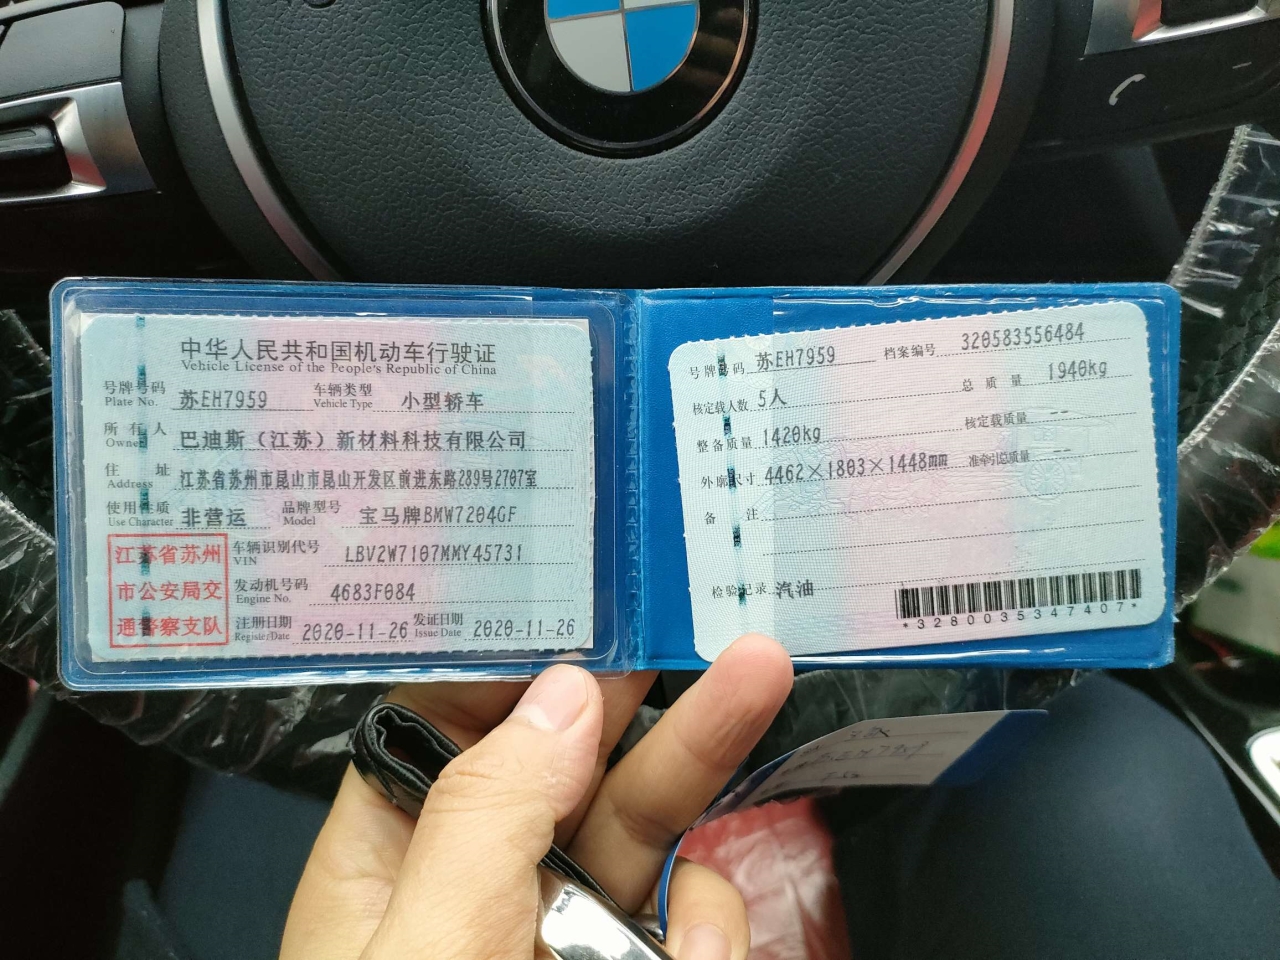 中华人民共和国机动车行驶证
Vehicle License of the People's Republic of China
号牌号码 苏EH7959 车辆类型 小型轿车
Plate No. Vehicle Type
所有人 巴迪斯（江苏）新材料科技有限公司
Owner
住址 江苏省苏州市昆山市昆山开发区前进东路289号2707室
Address
使用性质 非营运 品牌型号 宝马牌BMW7204GF
Use Character Model
江苏省苏州
市公安局交
通警察支队
车辆识别代号 LBV2W7107MMY45731
VIN
发动机号码 4683F084
Engine No.
注册日期 2020-11-26 发证日期 2020-11-26
Register Date Issue Date
号牌号码 苏EH7959 档案编号 320583556484
核定载人数 5人 总质量 1940kg
整备质量 1420kg 核定载质量 --
外廓尺寸 4462×1803×1448mm 准牵引总质量 --
备注
检验记录 汽油
*3280035347407*